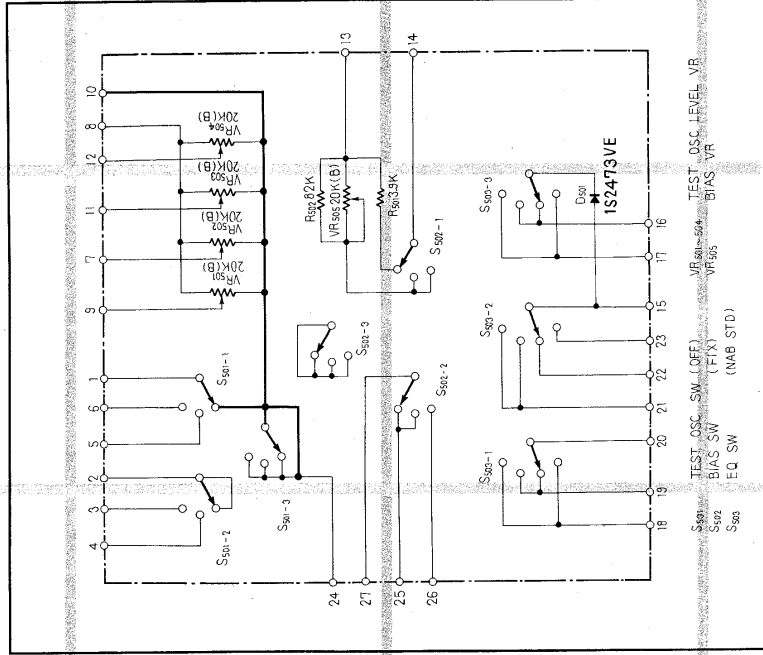 10
8
12
11
7
9
1
6
5
2
3
4
13
14
VR504
20K(B)
VR503
20K(B)
VR502
20K(B)
VR501
20K(B)
R502 82K
VR505 20K(B)
R501 3.9K
S501-1
S501-2
S501-3
S502-1
S502-2
S502-3
S503-1
S503-2
S503-3
D501
1S2473VE
24
27
25
26
16
17
15
23
22
21
20
19
18
S501 TEST OSC SW (OFF)
S502 BIAS SW (FIX)
S503 EQ SW (NAB STD)
VR501~504 TEST OSC LEVEL VR
VR505 BIAS VR